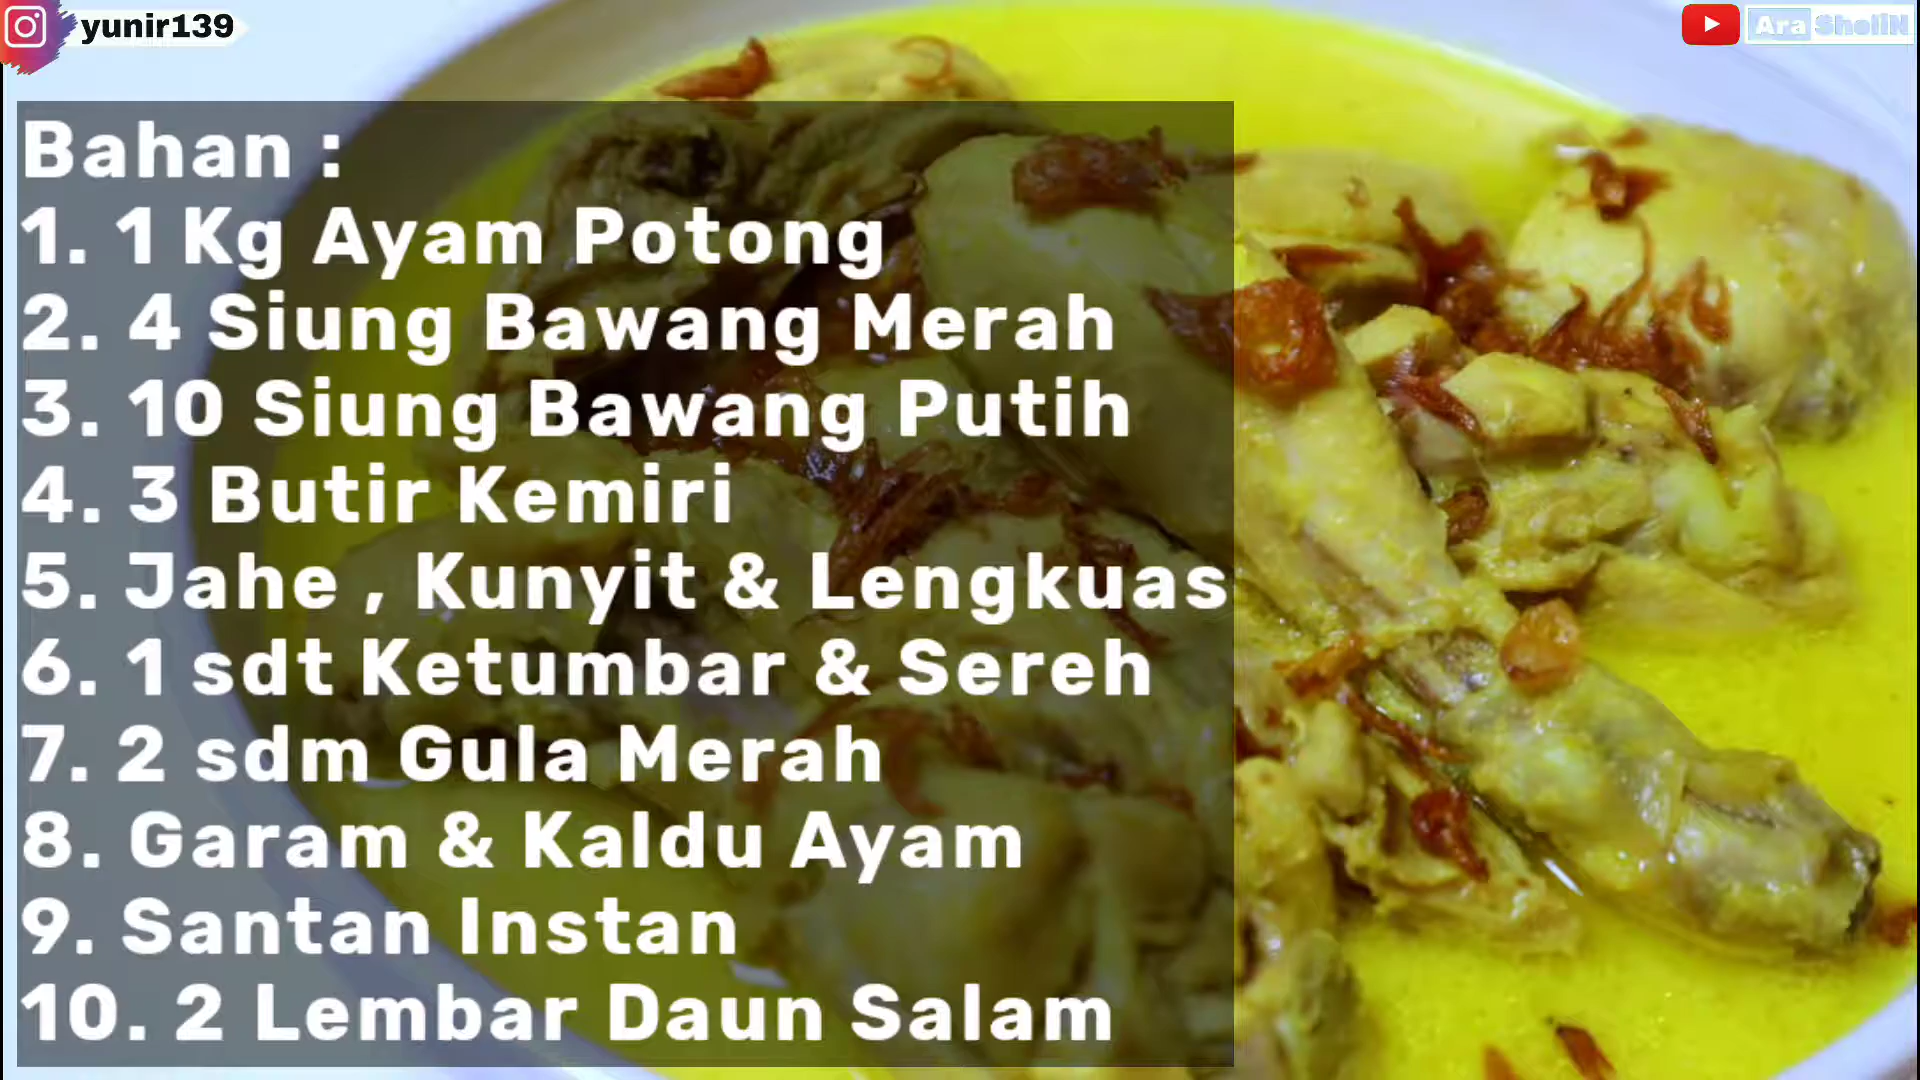 yunir139
Ara SheliN
Bahan :
1. 1 Kg Ayam Potong
2. 4 Siung Bawang Merah
3. 10 Siung Bawang Putih
4. 3 Butir Kemiri
5. Jahe , Kunyit & Lengkuas
6. 1 sdt Ketumbar & Sereh
7. 2 sdm Gula Merah
8. Garam & Kaldu Ayam
9. Santan Instan
10. 2 Lembar Daun Salam